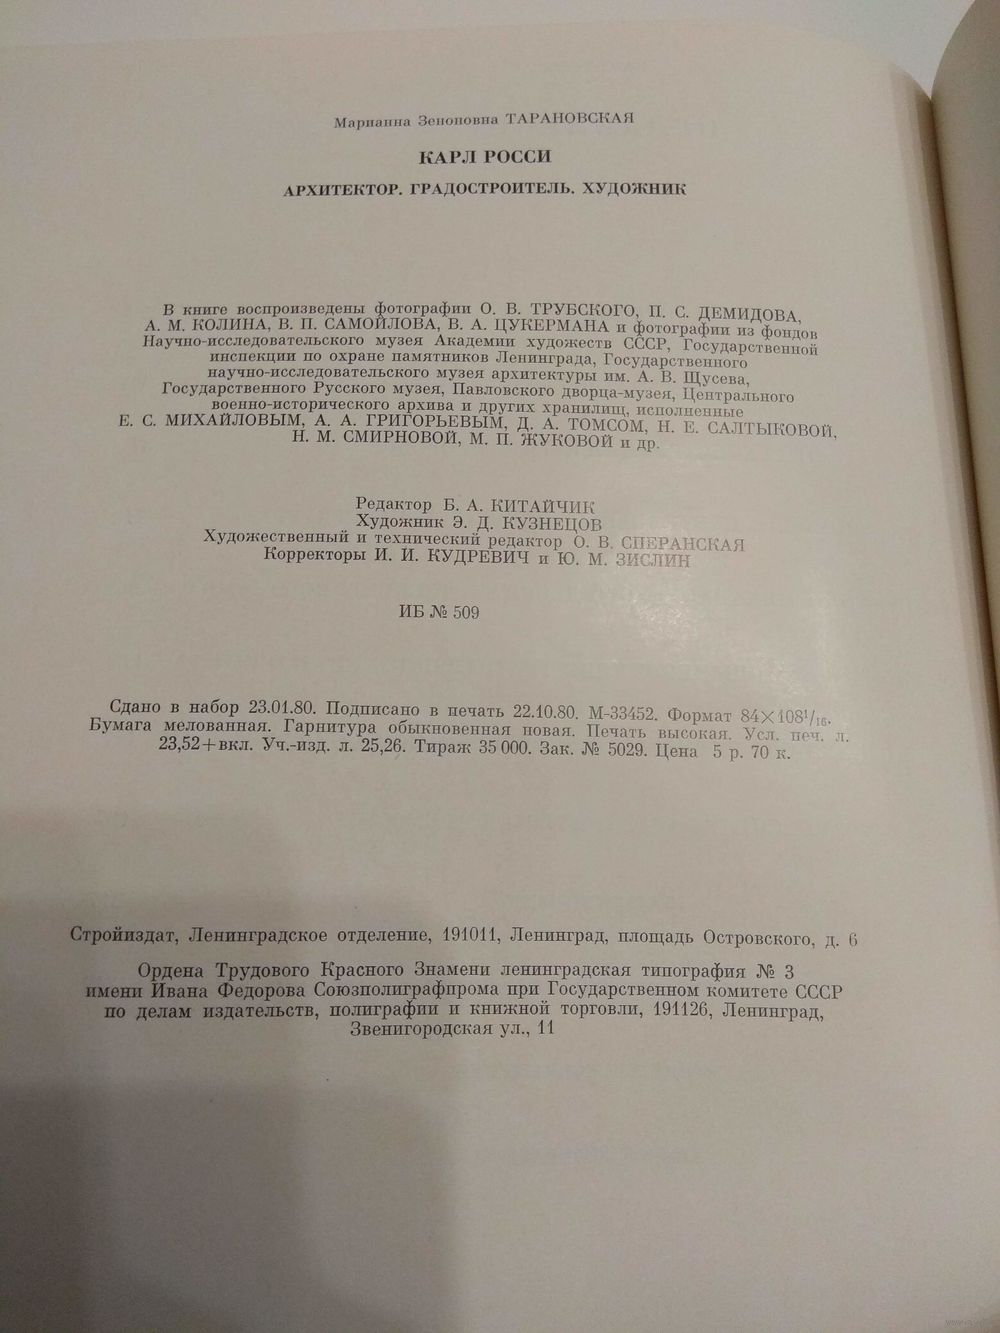 Марианна Зеноновна ТАРАНОВСКАЯ
КАРЛ РОССИ
АРХИТЕКТОР. ГРАДОСТРОИТЕЛЬ. ХУДОЖНИК
В книге воспроизведены фотографии О. В. ТРУБСКОГО, П. С. ДЕМИДОВА,
А. М. КОЛИНА, В. П. САМОЙЛОВА, В. А. ЦУКЕРМАНА и фотографии из фондов
Научно-исследовательского музея Академии художеств СССР, Государственной
инспекции по охране памятников Ленинграда, Государственного
научно-исследовательского музея архитектуры им. А. В. Щусева,
Государственного Русского музея, Павловского дворца-музея, Центрального
военно-исторического архива и других хранилищ, исполненные
Е. С. МИХАЙЛОВЫМ, А. А. ГРИГОРЬЕВЫМ, Д. А. ТОМСОМ, Н. Е. САЛТЫКОВОЙ,
Н. М. СМИРНОВОЙ, М. П. ЖУКОВОЙ и др.
Редактор Б. А. КИТАЙЧИК
Художник Э. Д. КУЗНЕЦОВ
Художественный и технический редактор О. В. СПЕРАНСКАЯ
Корректоры И. И. КУДРЕВИЧ и Ю. М. ЗИСЛИН
ИБ № 509
Сдано в набор 23.01.80. Подписано в печать 22.10.80. М-33452. Формат 84×108¹/₁₆.
Бумага мелованная. Гарнитура обыкновенная новая. Печать высокая. Усл. печ. л.
23,52+вкл. Уч.-изд. л. 25,26. Тираж 35 000. Зак. № 5029. Цена 5 р. 70 к.
Стройиздат, Ленинградское отделение, 191011, Ленинград, площадь Островского, д. 6
Ордена Трудового Красного Знамени ленинградская типография № 3
имени Ивана Федорова Союзполиграфпрома при Государственном комитете СССР
по делам издательств, полиграфии и книжной торговли, 191126, Ленинград,
Звенигородская ул., 11